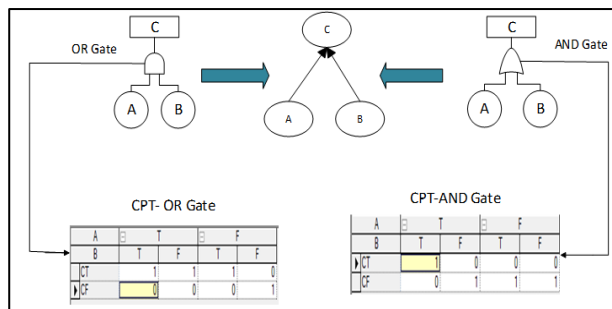 C
C
C
OR Gate
AND Gate
A
B
A
B
A
B
CPT- OR Gate
CPT-AND Gate
A T F
B T F T F
CT 1 1 1 0
CF 0 0 0 1
A T F
B T F T F
CT 1 0 0 0
CF 0 1 1 1